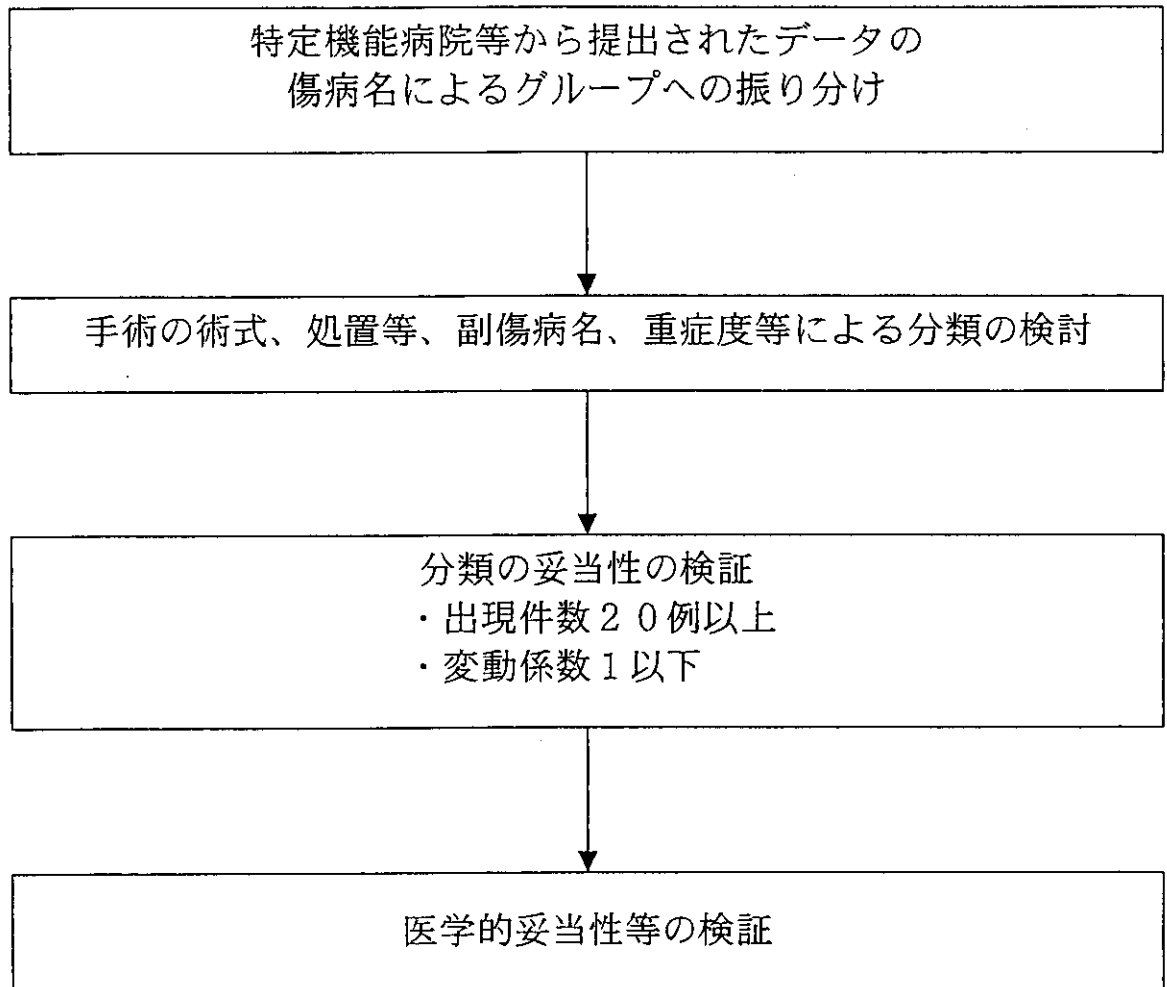 特定機能病院等から提出されたデータの
傷病名によるグループへの振り分け
手術の術式、処置等、副傷病名、重症度等による分類の検討
分類の妥当性の検証
・出現件数２０例以上
・変動係数１以下
医学的妥当性等の検証